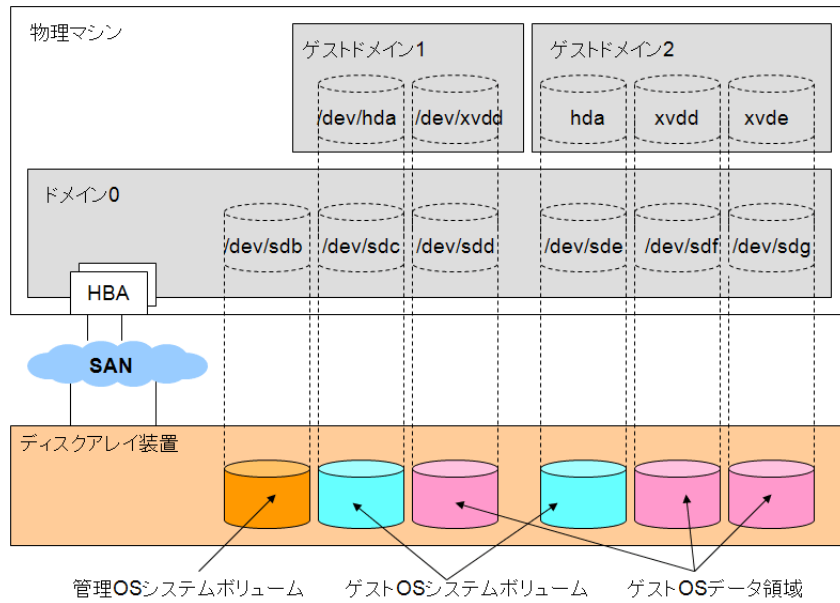 物理マシン
ゲストドメイン1
ゲストドメイン2
/dev/hda
/dev/xvdd
hda
xvdd
xvde
ドメイン0
/dev/sdb
/dev/sdc
/dev/sdd
/dev/sde
/dev/sdf
/dev/sdg
HBA
SAN
ディスクアレイ装置
管理OSシステムボリューム
ゲストOSシステムボリューム
ゲストOSデータ領域